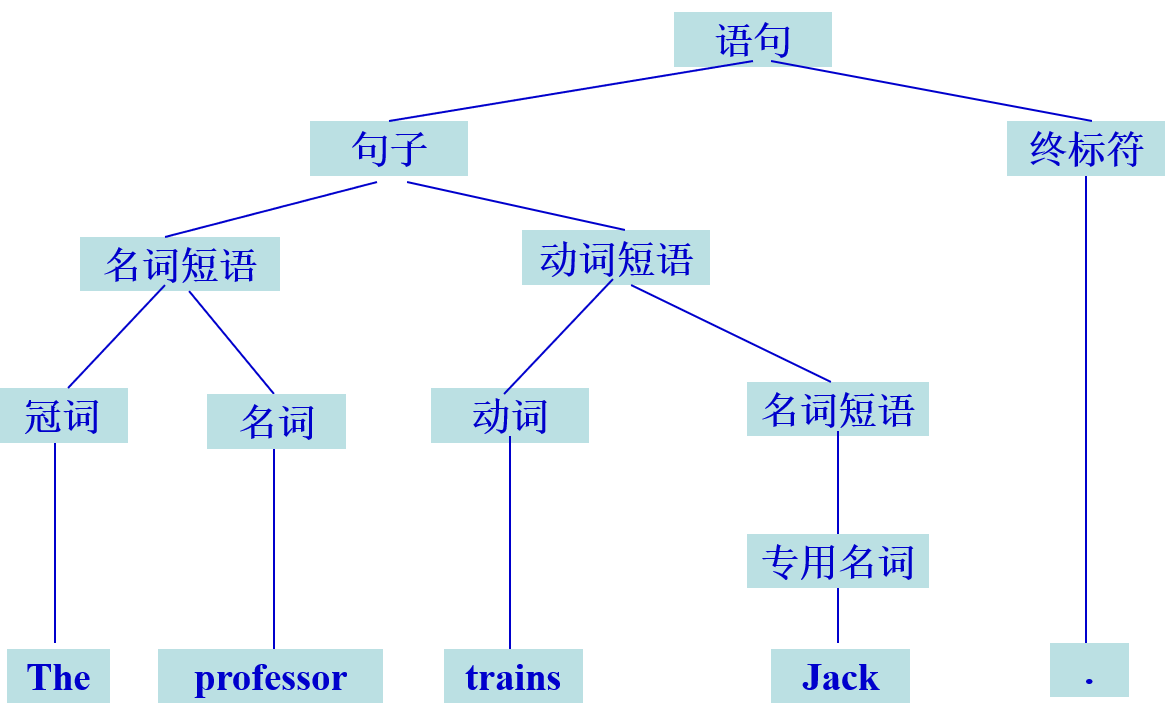 语句
句子
终标符
名词短语
动词短语
冠词
名词
动词
名词短语
专用名词
The
professor
trains
Jack
.